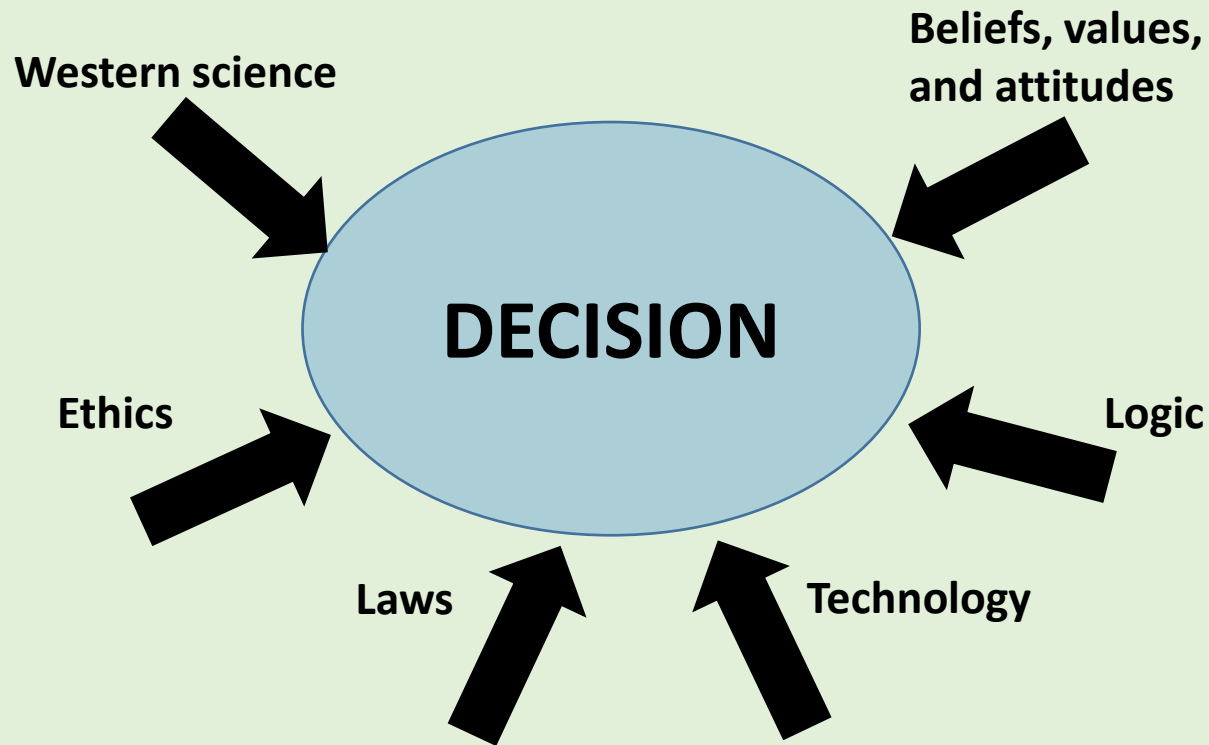 Beliefs, values,
and attitudes
Western science
DECISION
Ethics
Logic
Laws
Technology